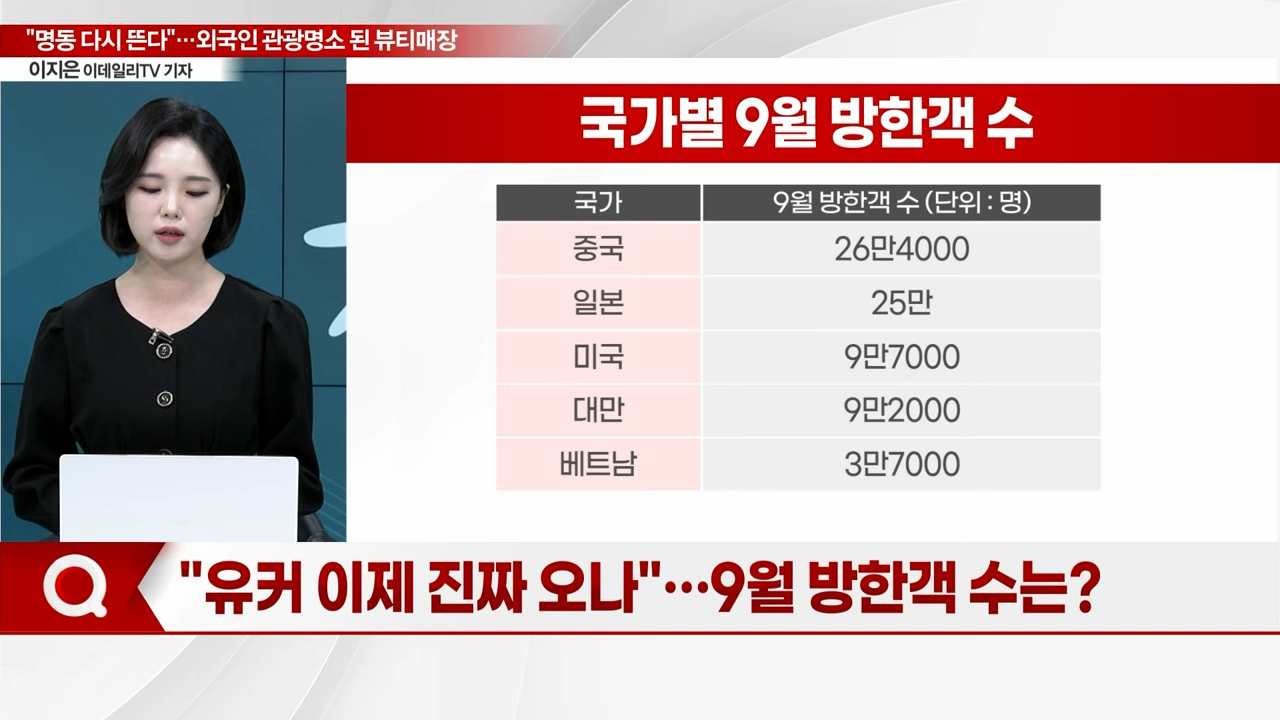 "명동 다시 뜬다"…외국인 관광명소 된 뷰티매장
이지은 이데일리TV 기자
국가별 9월 방한객 수
국가 9월 방한객 수 (단위 : 명)
중국 26만4000
일본 25만
미국 9만7000
대만 9만2000
베트남 3만7000
"유커 이제 진짜 오나"…9월 방한객 수는?